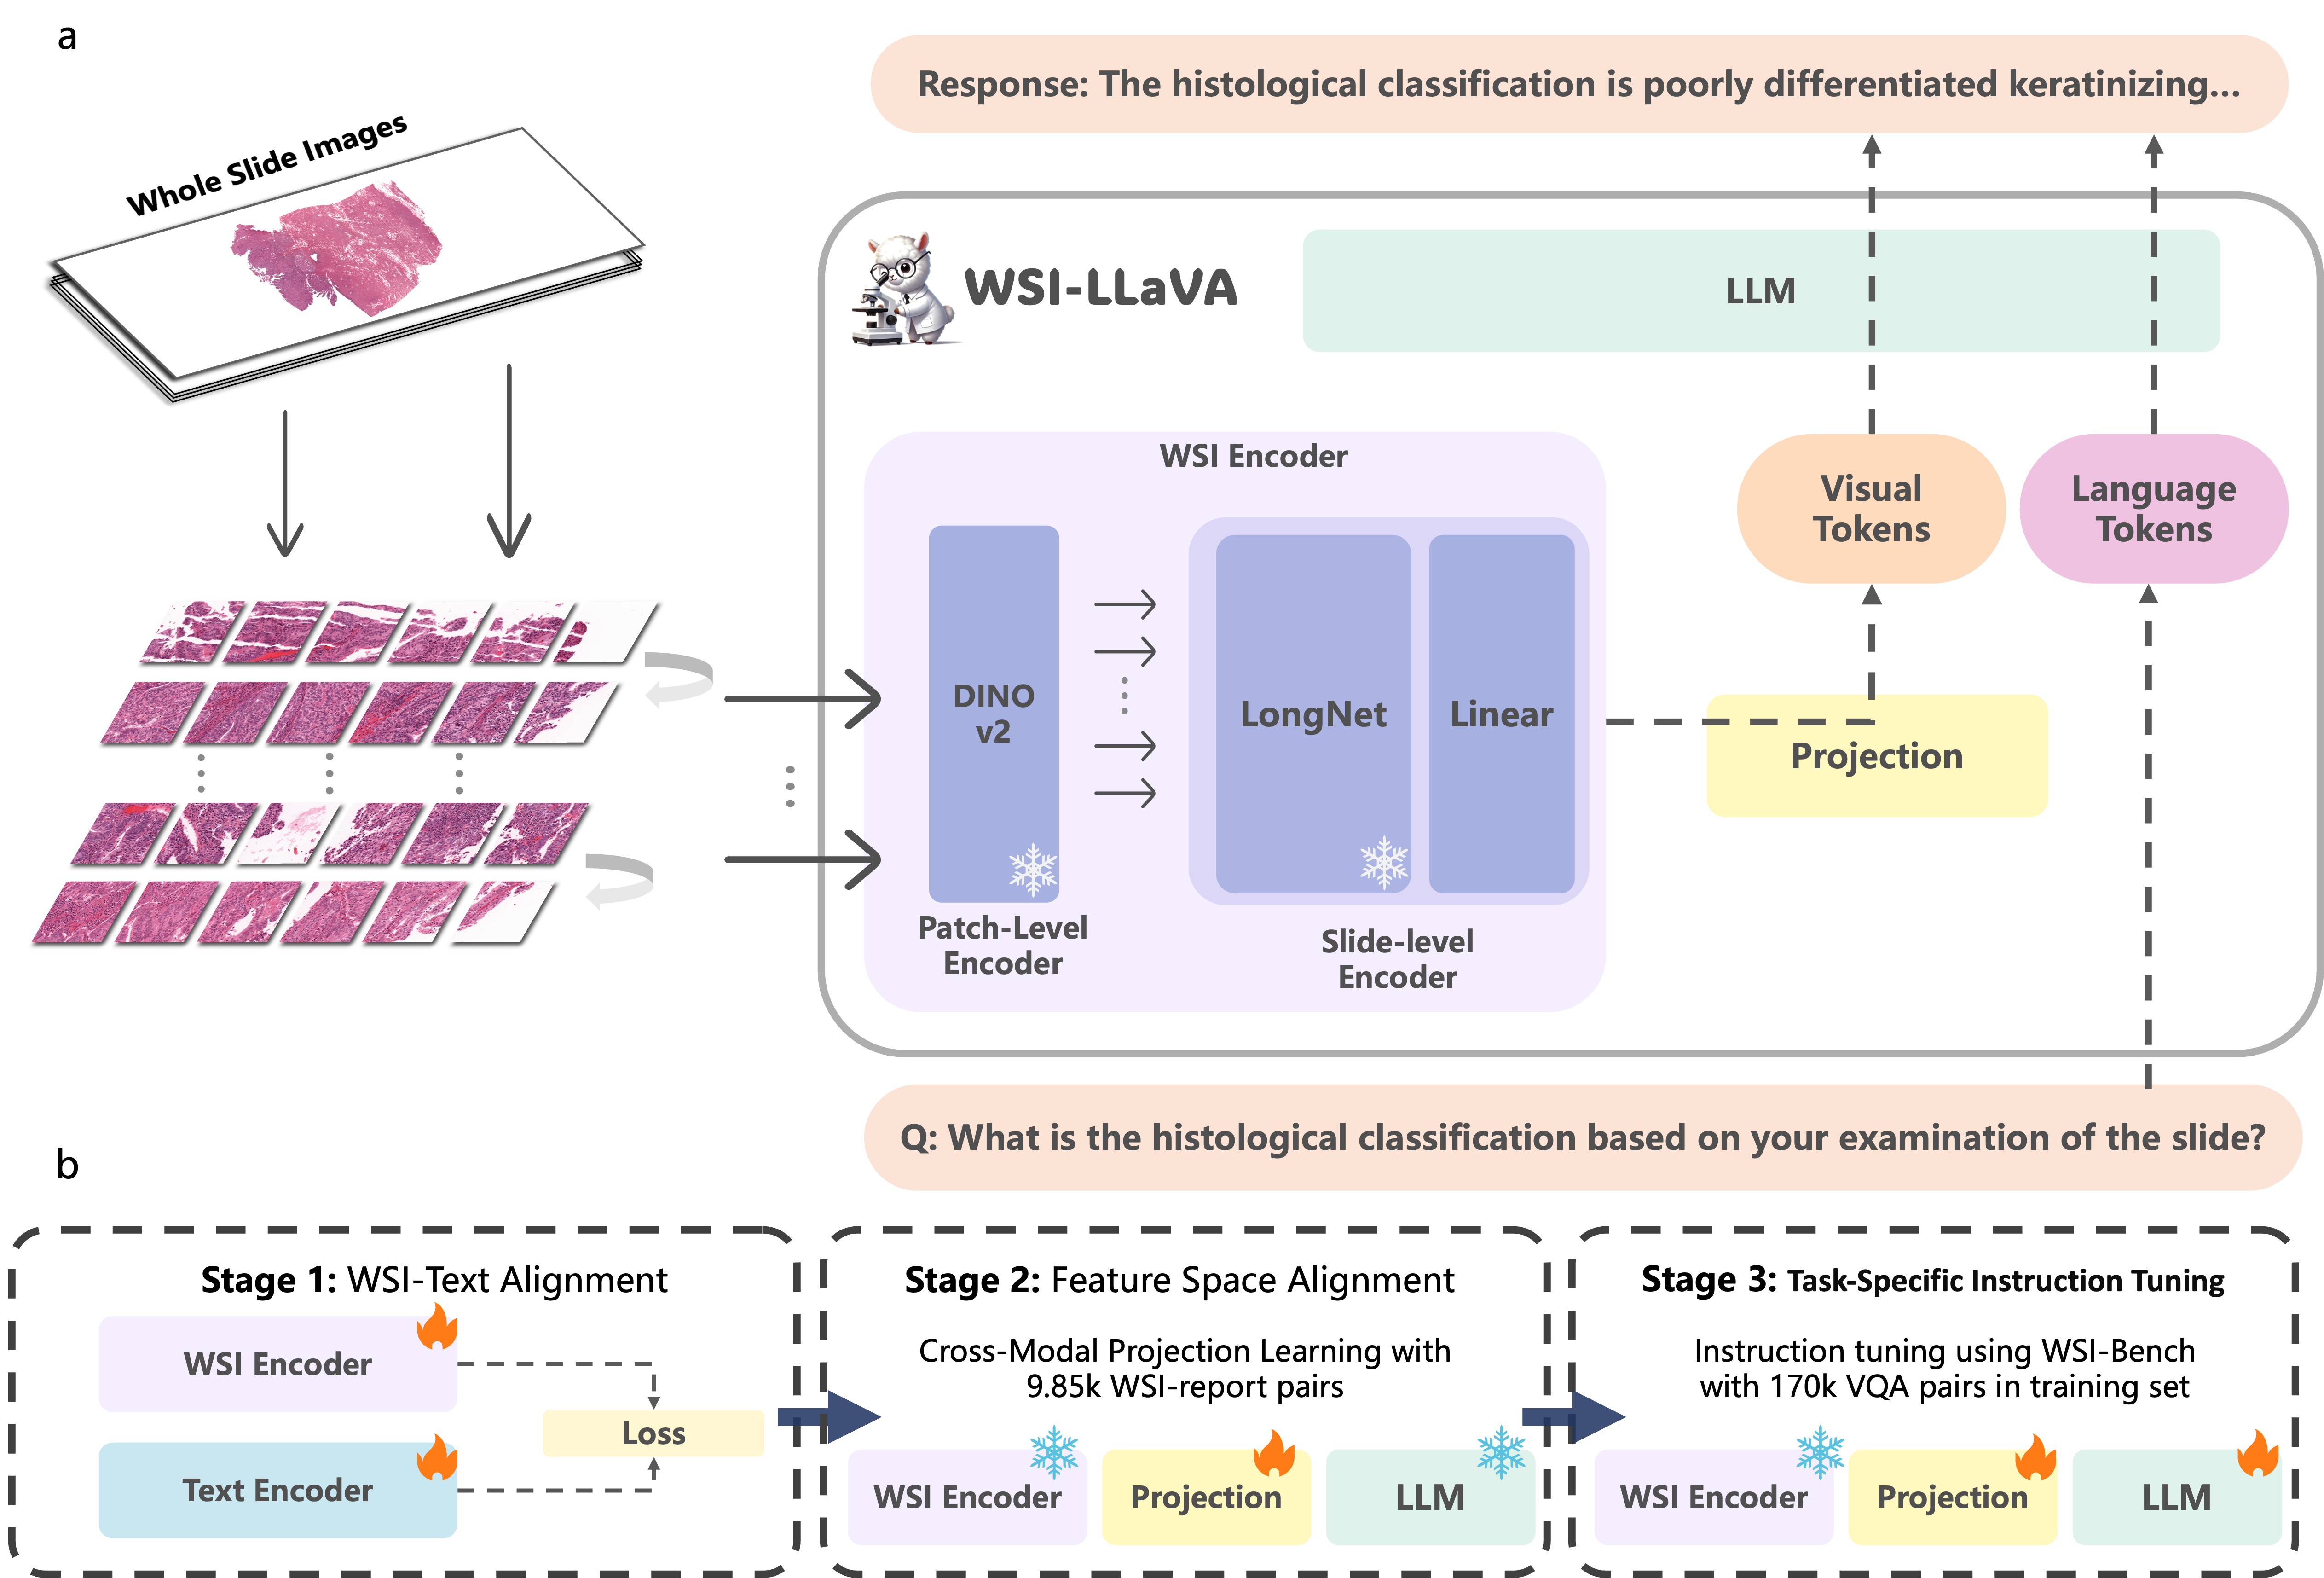 a
Response: The histological classification is poorly differentiated keratinizing...
Whole Slide Images
WSI-LLaVA
LLM
WSI Encoder
Visual
Tokens
Language
Tokens
DINO
v2
LongNet
Linear
Projection
Patch-Level
Encoder
Slide-level
Encoder
Q: What is the histological classification based on your examination of the slide?
b
Stage 1: WSI-Text Alignment
WSI Encoder
Text Encoder
Loss
Stage 2: Feature Space Alignment
Cross-Modal Projection Learning with
9.85k WSI-report pairs
WSI Encoder
Projection
LLM
Stage 3: Task-Specific Instruction Tuning
Instruction tuning using WSI-Bench
with 170k VQA pairs in training set
WSI Encoder
Projection
LLM